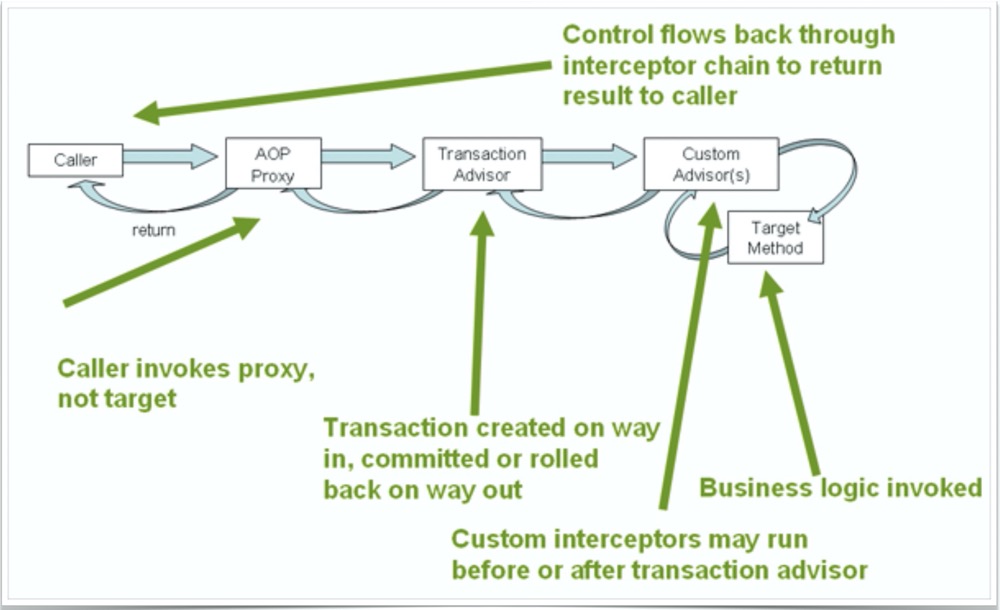 Control flows back through
interceptor chain to return
result to caller
Caller
AOP
Proxy
Transaction
Advisor
Custom
Advisor(s)
return
Target
Method
Caller invokes proxy,
not target
Transaction created on way
in, committed or rolled
back on way out
Business logic invoked
Custom interceptors may run
before or after transaction advisor